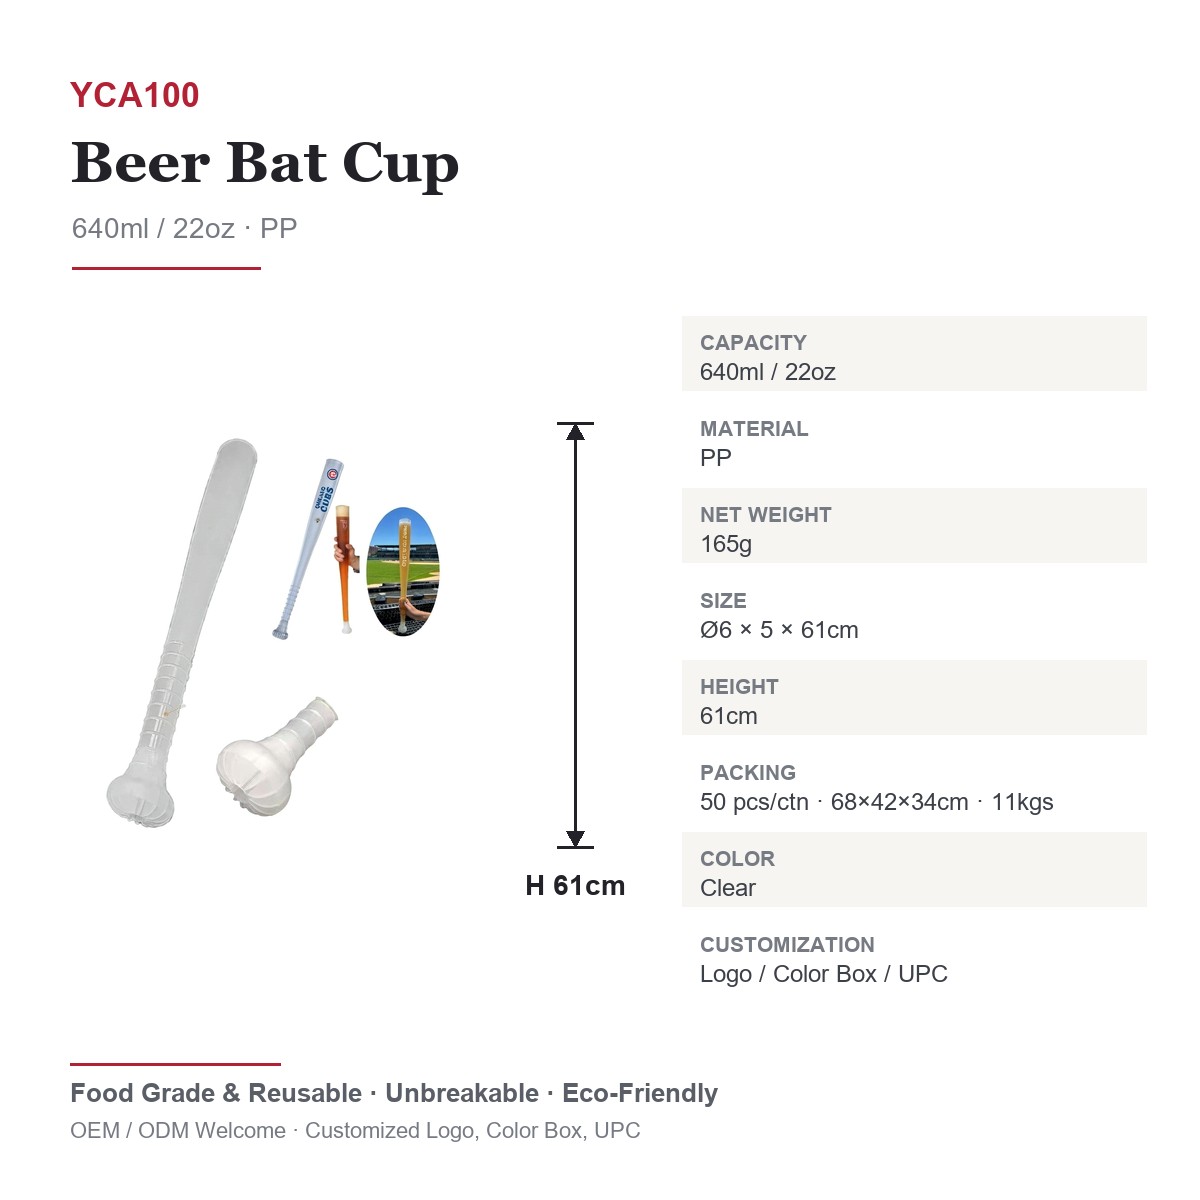 YCA100
Beer Bat Cup
640ml / 22oz · PP
CHICAGO
CUBS
H 61cm
CAPACITY
640ml / 22oz
MATERIAL
PP
NET WEIGHT
165g
SIZE
Ø6 × 5 × 61cm
HEIGHT
61cm
PACKING
50 pcs/ctn · 68×42×34cm · 11kgs
COLOR
Clear
CUSTOMIZATION
Logo / Color Box / UPC
Food Grade & Reusable · Unbreakable · Eco-Friendly
OEM / ODM Welcome · Customized Logo, Color Box, UPC